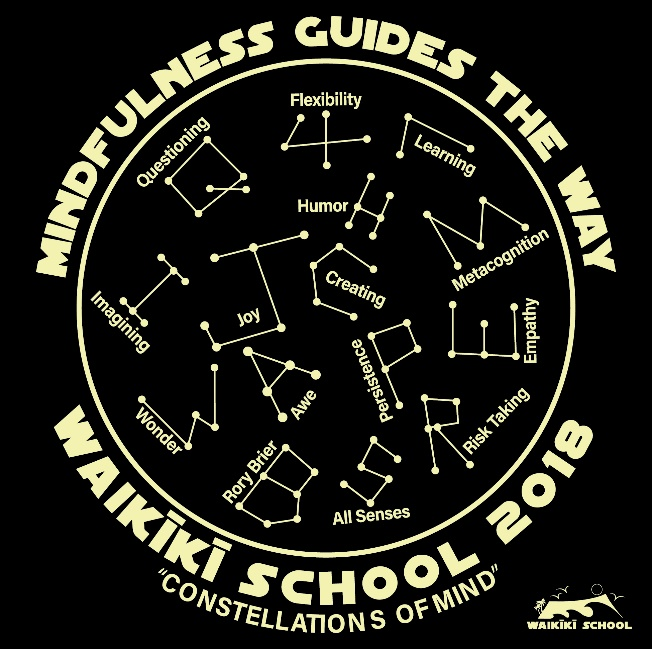 MINDFULNESS GUIDES THE WAY
Flexibility
Questioning
Learning
Humor
Metacognition
Creating
Imagining
Joy
Empathy
Persistence
Awe
Wonder
Risk Taking
Rory Brier
All Senses
WAIKĪKĪ SCHOOL 2018
"CONSTELLATIONS OF MIND"
WAIKĪKĪ SCHOOL